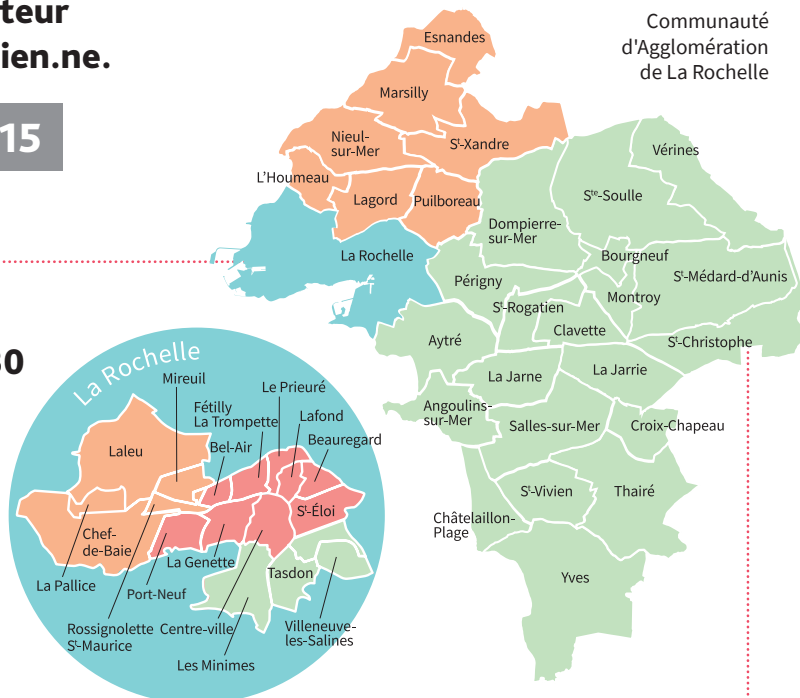 teur
ien.ne.
15
Communauté
d'Agglomération
de La Rochelle
Esnandes
Marsilly
Nieul-
sur-Mer
Sᵗ-Xandre
L'Houmeau
Lagord
Puilboreau
La Rochelle
Vérines
Sᵗᵉ-Soulle
Dompierre-
sur-Mer
Bourgneuf
Sᵗ-Médard-d'Aunis
Périgny
Montroy
Sᵗ-Rogatien
Clavette
Aytré
Sᵗ-Christophe
La Jarne
La Jarrie
Angoulins-
sur-Mer
Salles-sur-Mer
Croix-Chapeau
Sᵗ-Vivien
Thairé
Châtelaillon-
Plage
Yves
30
La Rochelle
Mireuil
Le Prieuré
Fétilly
La Trompette
Lafond
Bel-Air
Beauregard
Laleu
Sᵗ-Éloi
Chef-
de-Baie
La Genette
Tasdon
La Pallice
Port-Neuf
Rossignolette
Sᵗ-Maurice
Centre-ville
Villeneuve-
les-Salines
Les Minimes